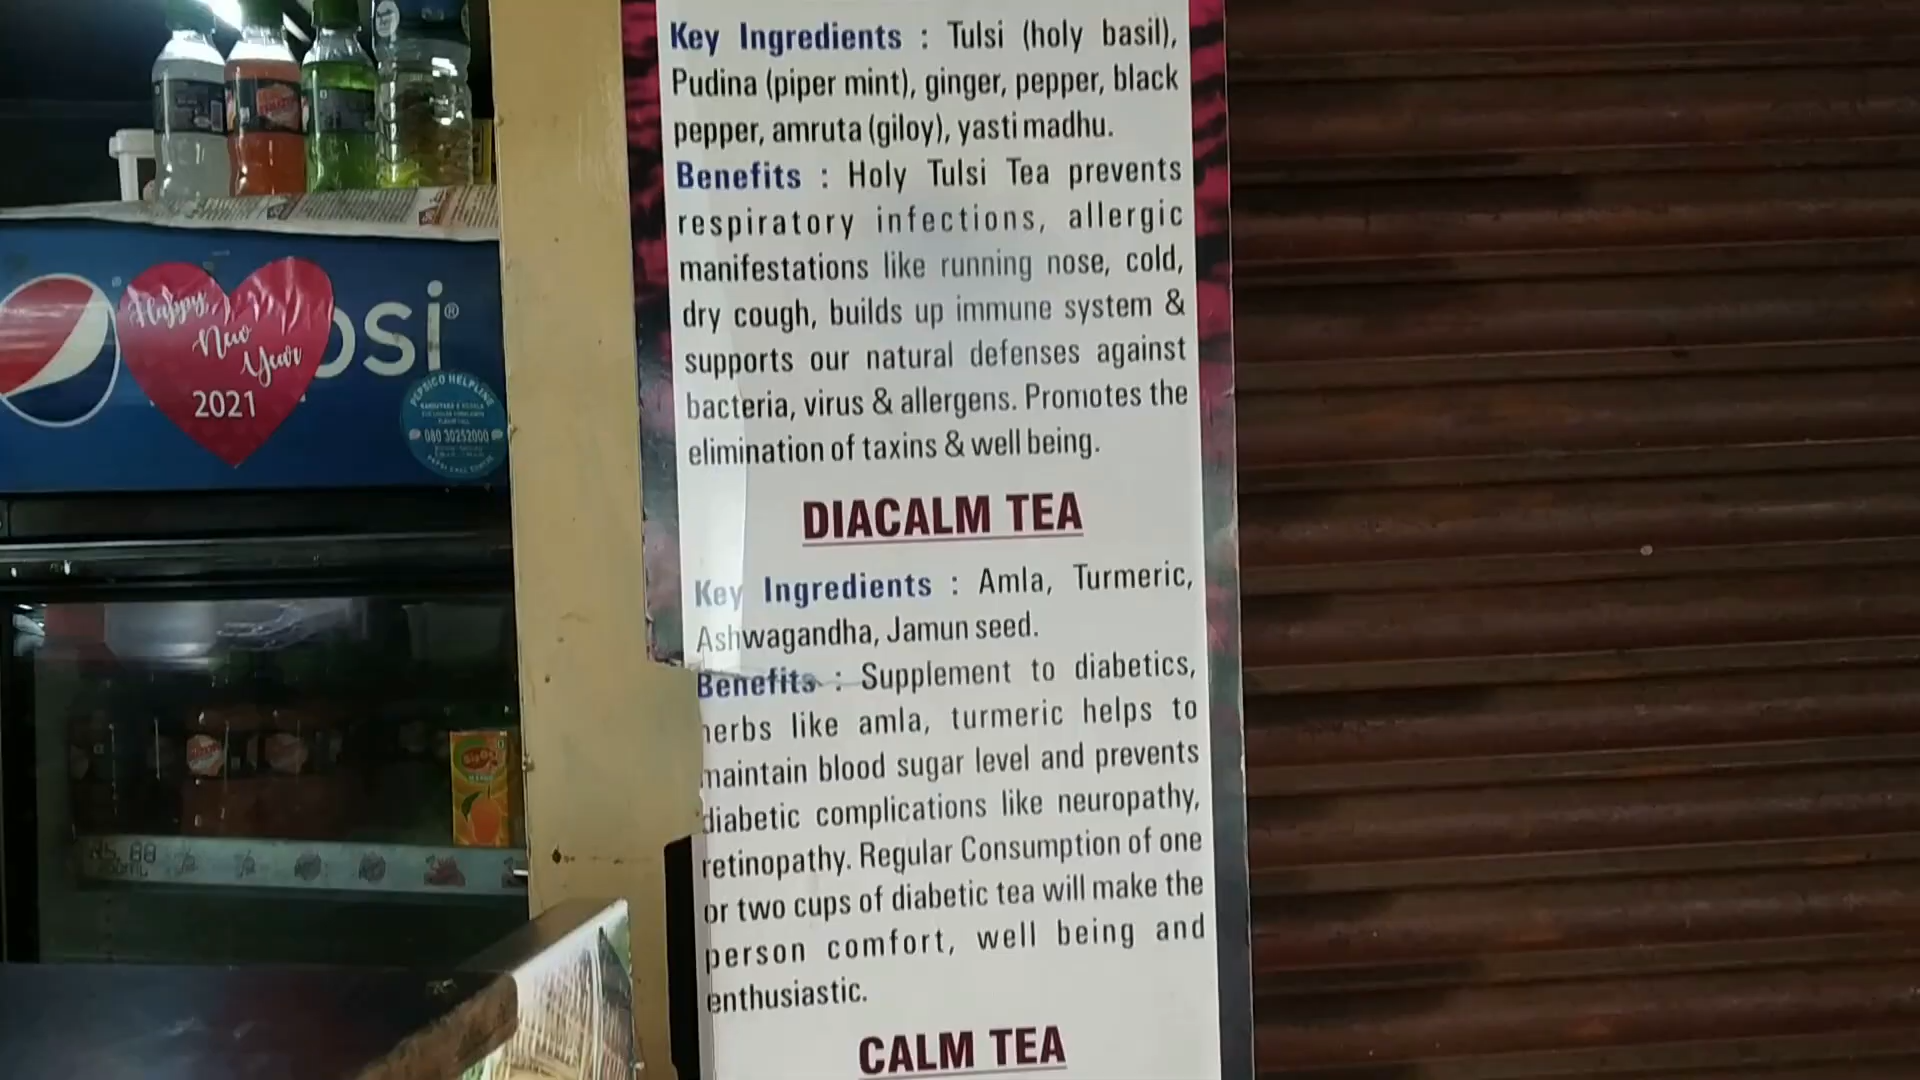 Key Ingredients : Tulsi (holy basil),
Pudina (piper mint), ginger, pepper, black
pepper, amruta (giloy), yastimadhu.
Benefits : Holy Tulsi Tea prevents
respiratory infections, allergic
manifestations like running nose, cold,
dry cough, builds up immune system &
supports our natural defenses against
bacteria, virus & allergens. Promotes the
elimination of taxins & well being.
DIACALM TEA
Key Ingredients : Amla, Turmeric,
Ashwagandha, Jamun seed.
Benefits : Supplement to diabetics,
herbs like amla, turmeric helps to
maintain blood sugar level and prevents
diabetic complications like neuropathy,
retinopathy. Regular Consumption of one
or two cups of diabetic tea will make the
person comfort, well being and
enthusiastic.
CALM TEA
Happy
New
Year
2021
psi®
PEPSICO HELPLINE
080 30252000